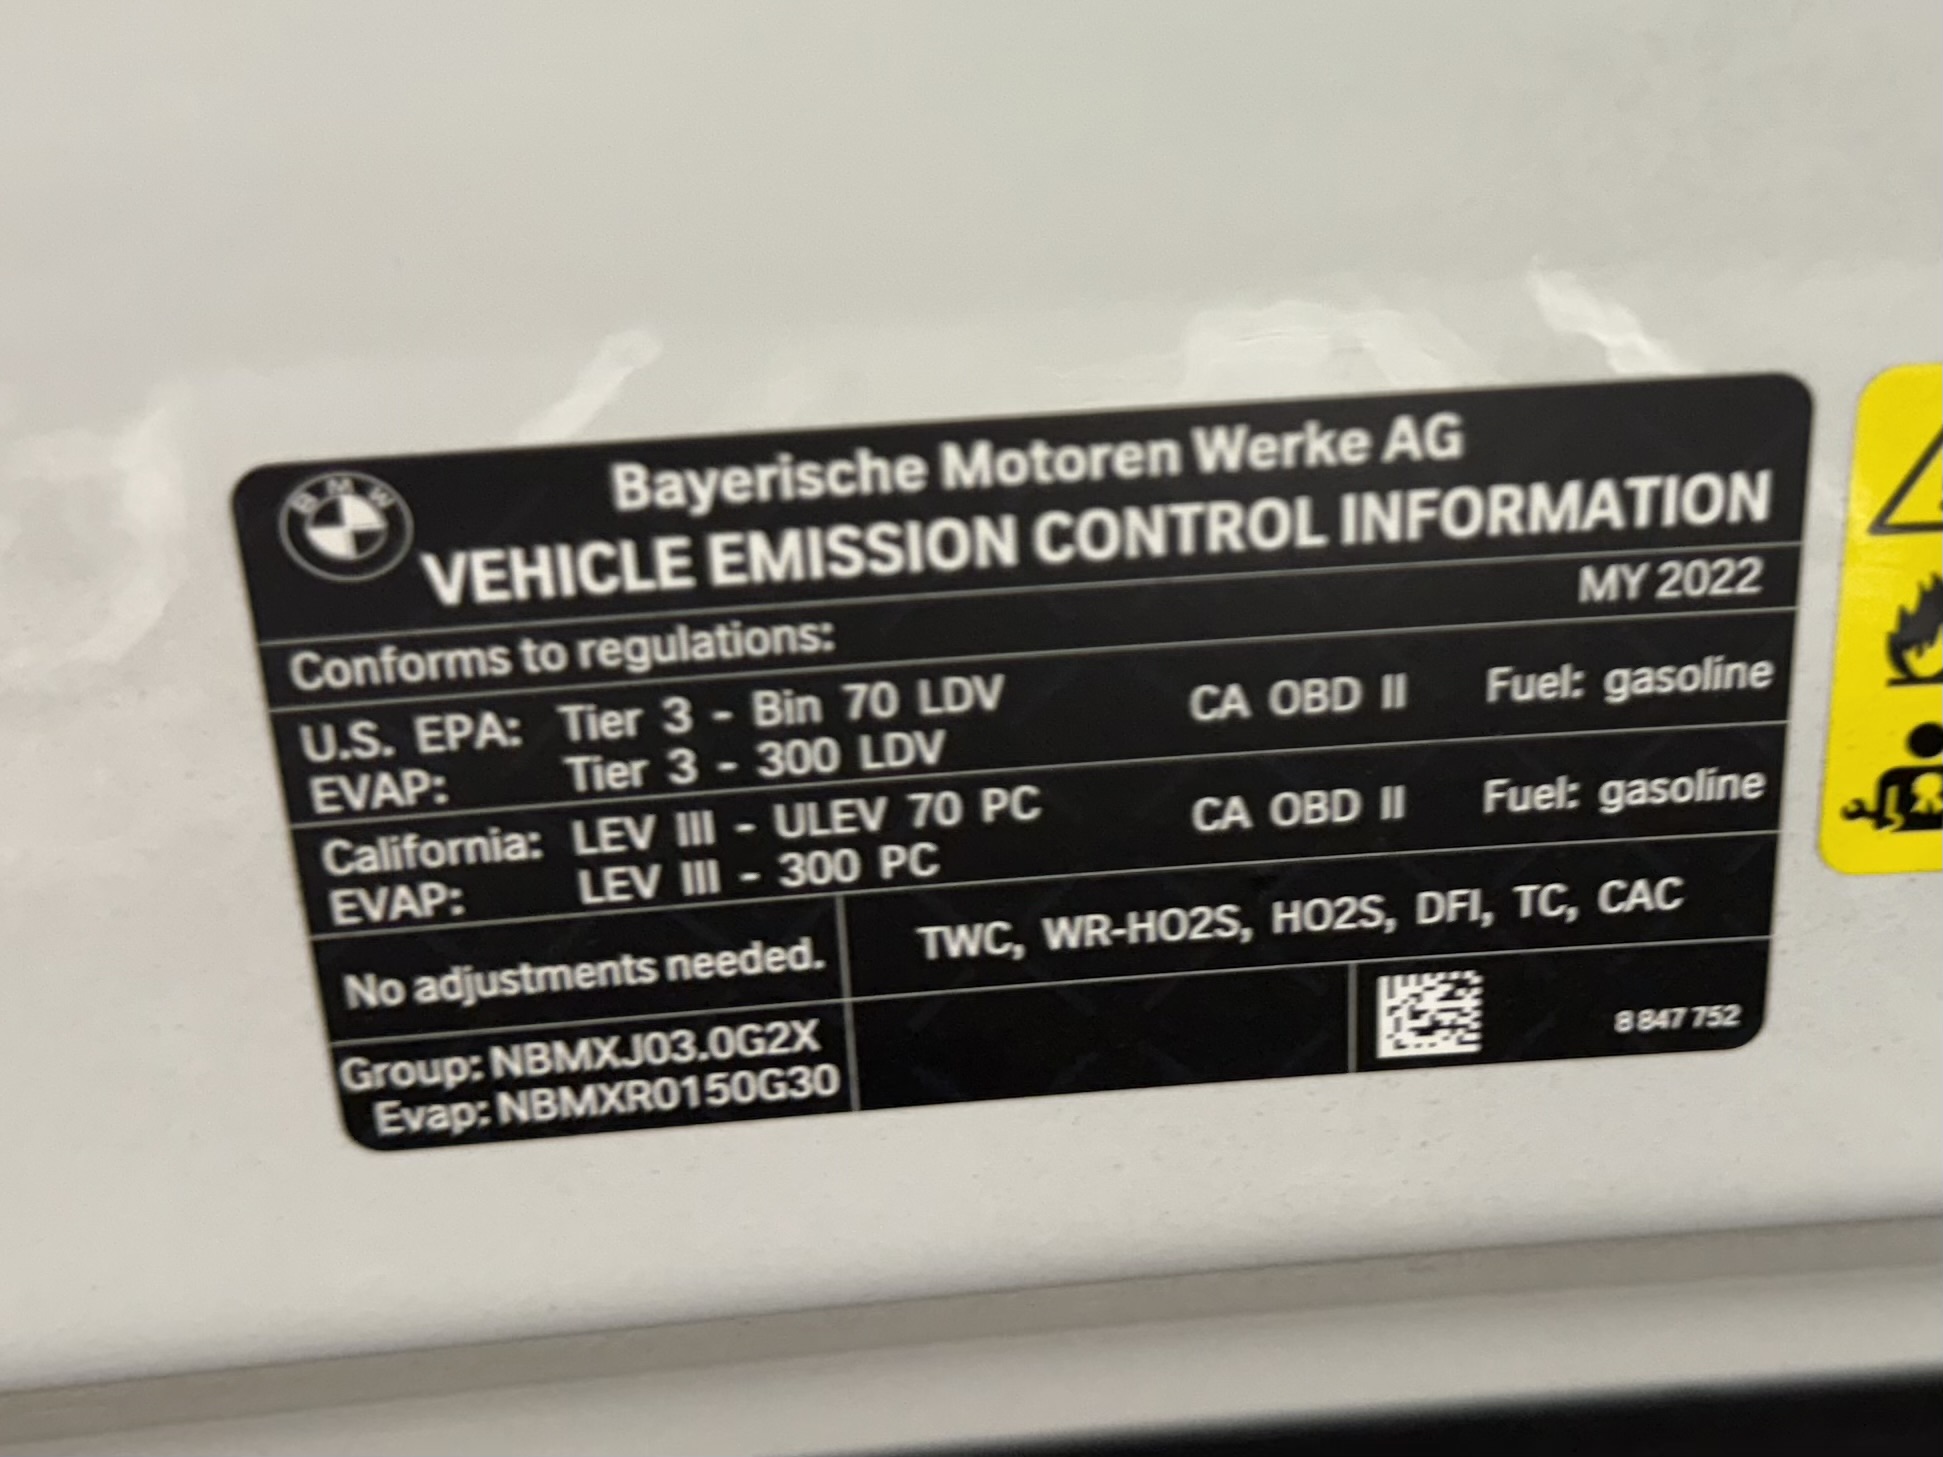 BMW
Bayerische Motoren Werke AG
VEHICLE EMISSION CONTROL INFORMATION
MY 2022
Conforms to regulations:
U.S. EPA: Tier 3 - Bin 70 LDV CA OBD II Fuel: gasoline
EVAP: Tier 3 - 300 LDV
California: LEV III - ULEV 70 PC CA OBD II Fuel: gasoline
EVAP: LEV III - 300 PC
No adjustments needed. TWC, WR-HO2S, HO2S, DFI, TC, CAC
Group: NBMXJ03.0G2X
Evap: NBMXR0150G30
8 847 752